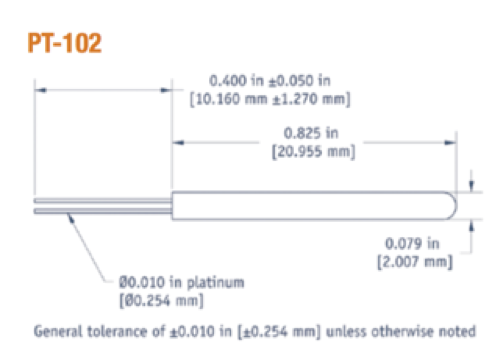 PT-102
0.400 in ±0.050 in
[10.160 mm ±1.270 mm]
0.825 in
[20.955 mm]
0.079 in
[2.007 mm]
Ø0.010 in platinum
[Ø0.254 mm]
General tolerance of ±0.010 in [±0.254 mm] unless otherwise noted